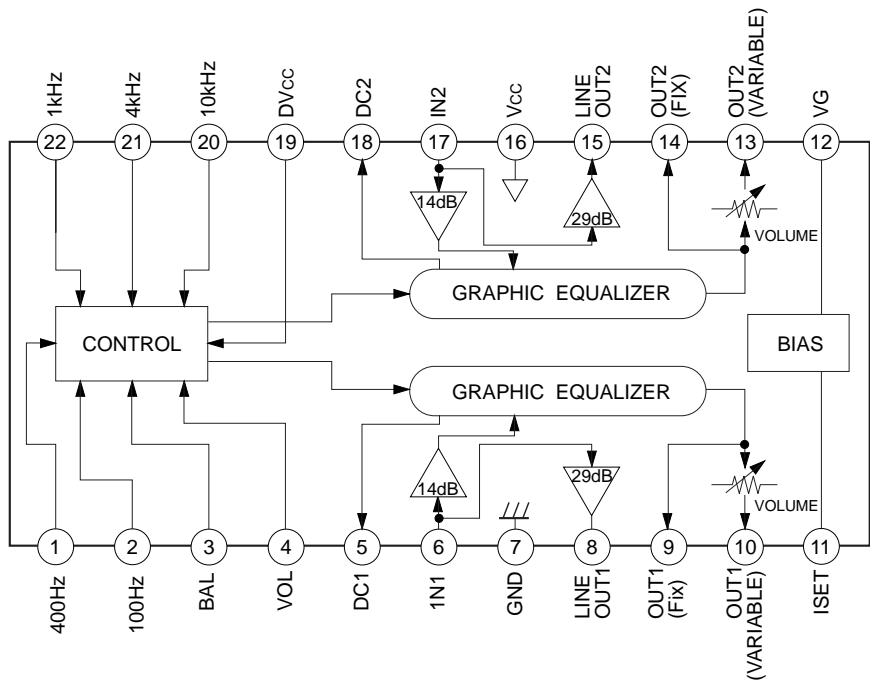 1kHz
4kHz
10kHz
DVCC
DC2
IN2
VCC
LINE
OUT2
OUT2
(FIX)
OUT2
(VARIABLE)
VG
22
21
20
19
18
17
16
15
14
13
12
14dB
29dB
VOLUME
GRAPHIC EQUALIZER
CONTROL
BIAS
GRAPHIC EQUALIZER
14dB
29dB
VOLUME
1
2
3
4
5
6
7
8
9
10
11
400Hz
100Hz
BAL
VOL
DC1
1N1
GND
LINE
OUT1
OUT1
(Fix)
OUT1
(VARIABLE)
ISET